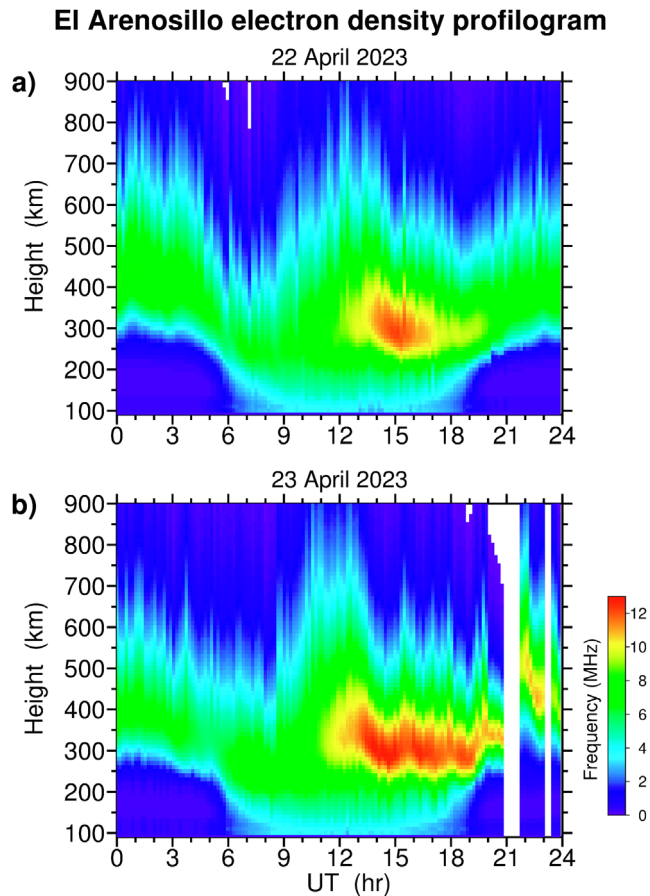 El Arenosillo electron density profilogram
22 April 2023
a)
900
800
700
600
500
400
300
200
100
Height (km)
0 3 6 9 12 15 18 21 24
23 April 2023
b)
900
800
700
600
500
400
300
200
100
Height (km)
0 3 6 9 12 15 18 21 24
UT (hr)
Frequency (MHz)
12
10
8
6
4
2
0